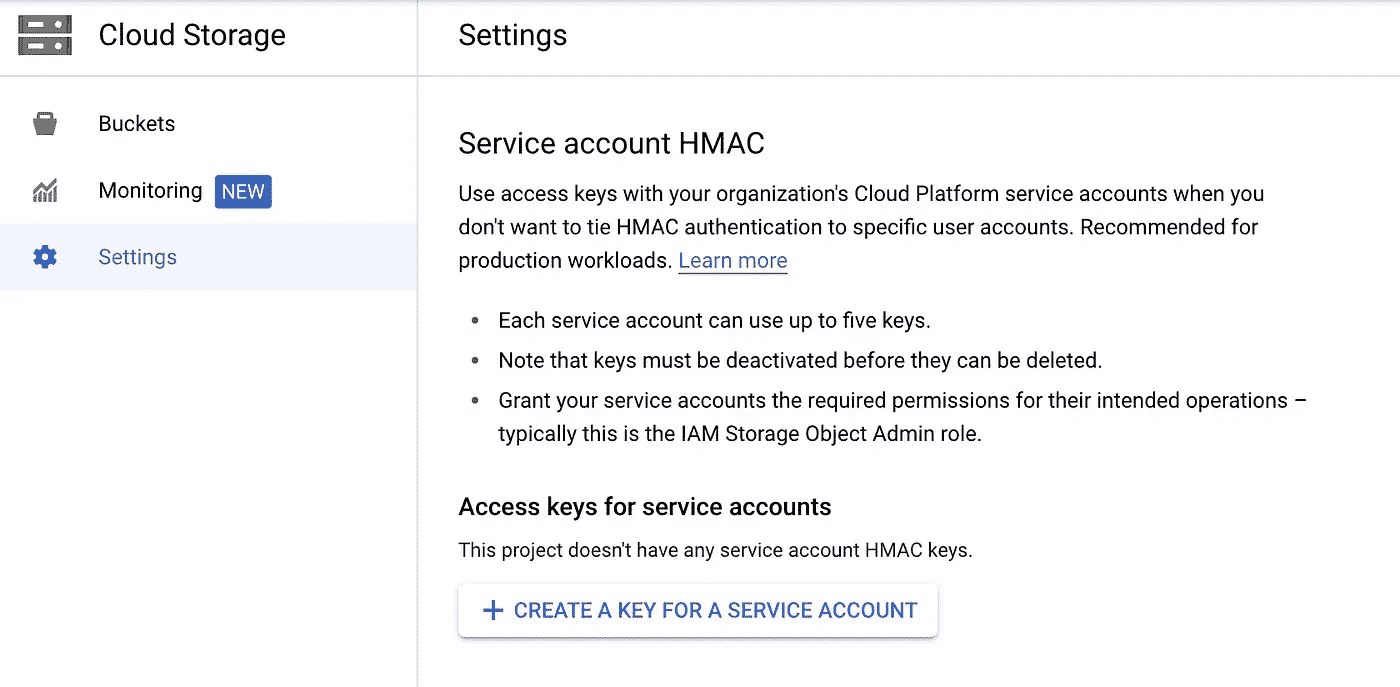 Cloud Storage
Settings
Buckets
Monitoring NEW
Settings
Service account HMAC
Use access keys with your organization's Cloud Platform service accounts when you
don't want to tie HMAC authentication to specific user accounts. Recommended for
production workloads. Learn more
• Each service account can use up to five keys.
• Note that keys must be deactivated before they can be deleted.
• Grant your service accounts the required permissions for their intended operations –
typically this is the IAM Storage Object Admin role.
Access keys for service accounts
This project doesn't have any service account HMAC keys.
+ CREATE A KEY FOR A SERVICE ACCOUNT